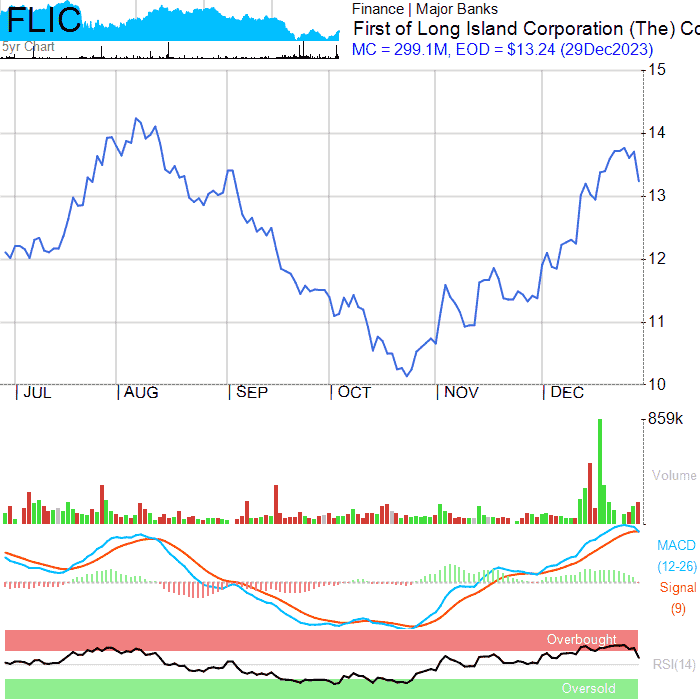 FLIC
5yr Chart
Finance | Major Banks
First of Long Island Corporation (The) Co
MC = 299.1M, EOD = $13.24 (29Dec2023)
15
14
13
12
11
10
| JUL | AUG | SEP | OCT | NOV | DEC
859k
Volume
MACD
(12-26)
Signal
(9)
Overbought
RSI(14)
Oversold